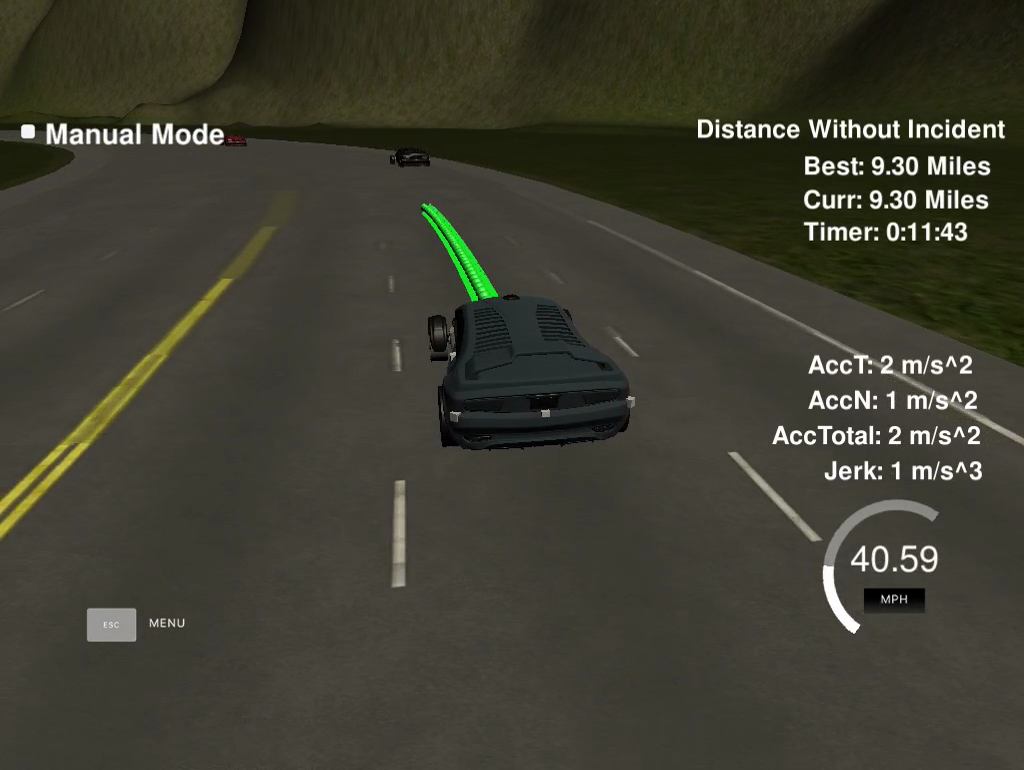 Manual Mode
Distance Without Incident
Best: 9.30 Miles
Curr: 9.30 Miles
Timer: 0:11:43
AccT: 2 m/s^2
AccN: 1 m/s^2
AccTotal: 2 m/s^2
Jerk: 1 m/s^3
40.59
MPH
ESC MENU